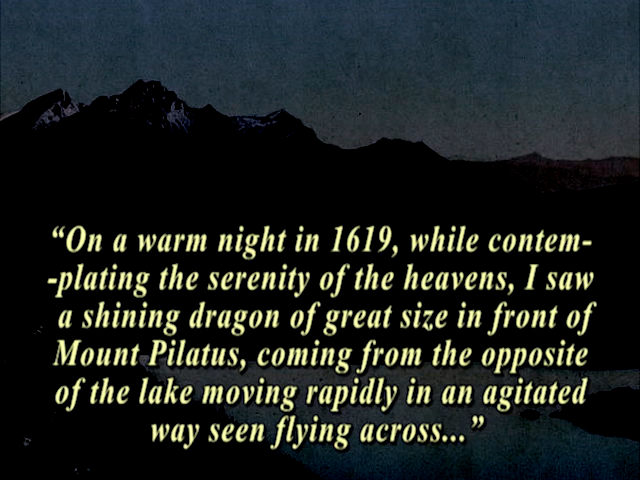 “On a warm night in 1619, while contem-
-plating the serenity of the heavens, I saw
a shining dragon of great size in front of
Mount Pilatus, coming from the opposite
of the lake moving rapidly in an agitated
way seen flying across...”